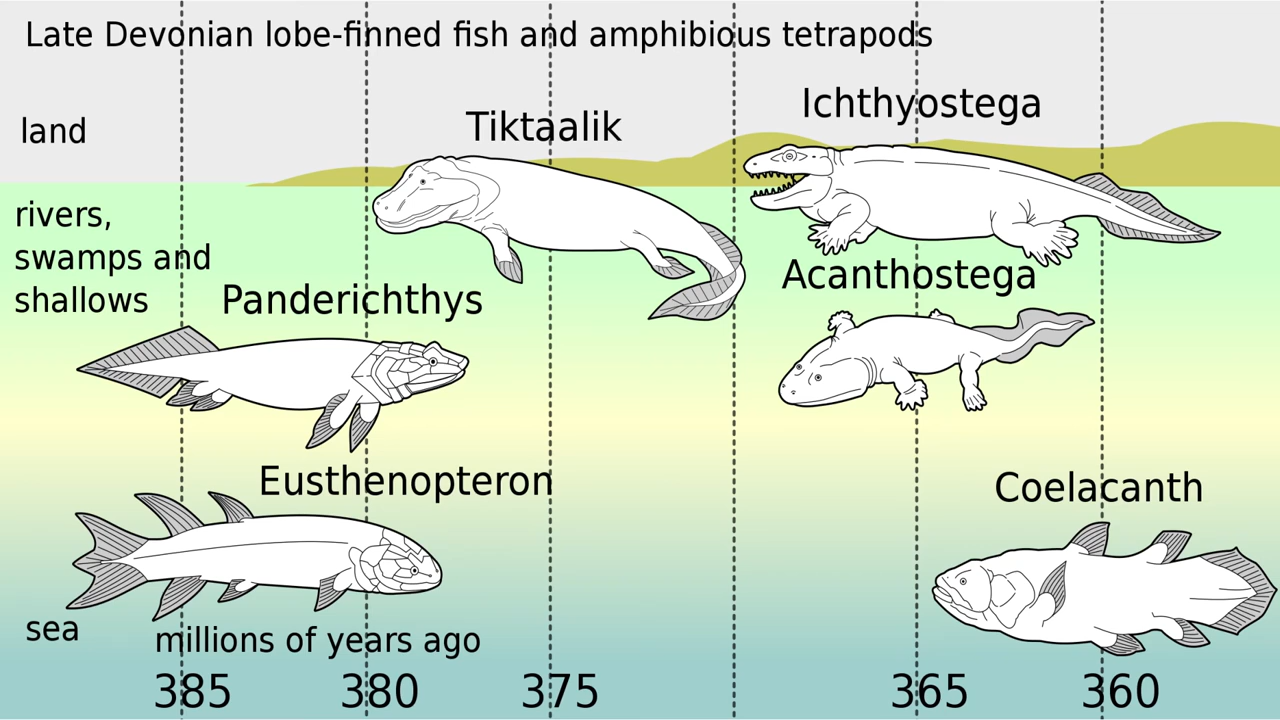 Late Devonian lobe-finned fish and amphibious tetrapods
Ichthyostega
Tiktaalik
land
rivers,
swamps and
shallows
Acanthostega
Panderichthys
Eusthenopteron
Coelacanth
sea
millions of years ago
385 380 375 365 360